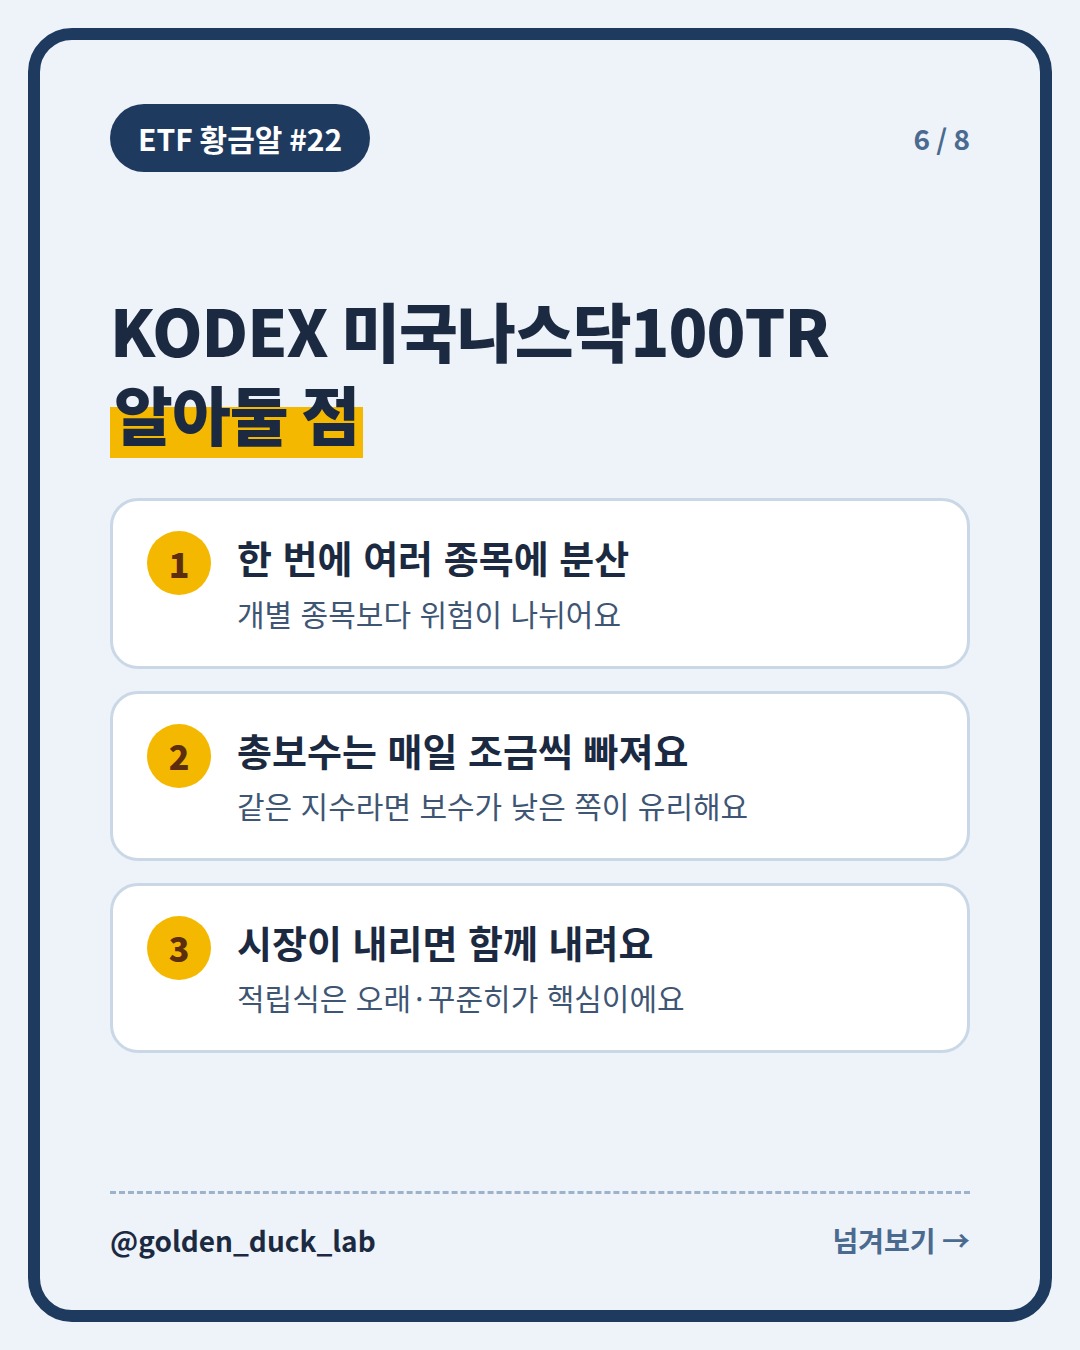 ETF 황금알 #22
6 / 8
KODEX 미국나스닥100TR
알아둘 점
1
한 번에 여러 종목에 분산
개별 종목보다 위험이 나뉘어요
2
총보수는 매일 조금씩 빠져요
같은 지수라면 보수가 낮은 쪽이 유리해요
3
시장이 내리면 함께 내려요
적립식은 오래·꾸준히가 핵심이에요
@golden_duck_lab
넘겨보기 →